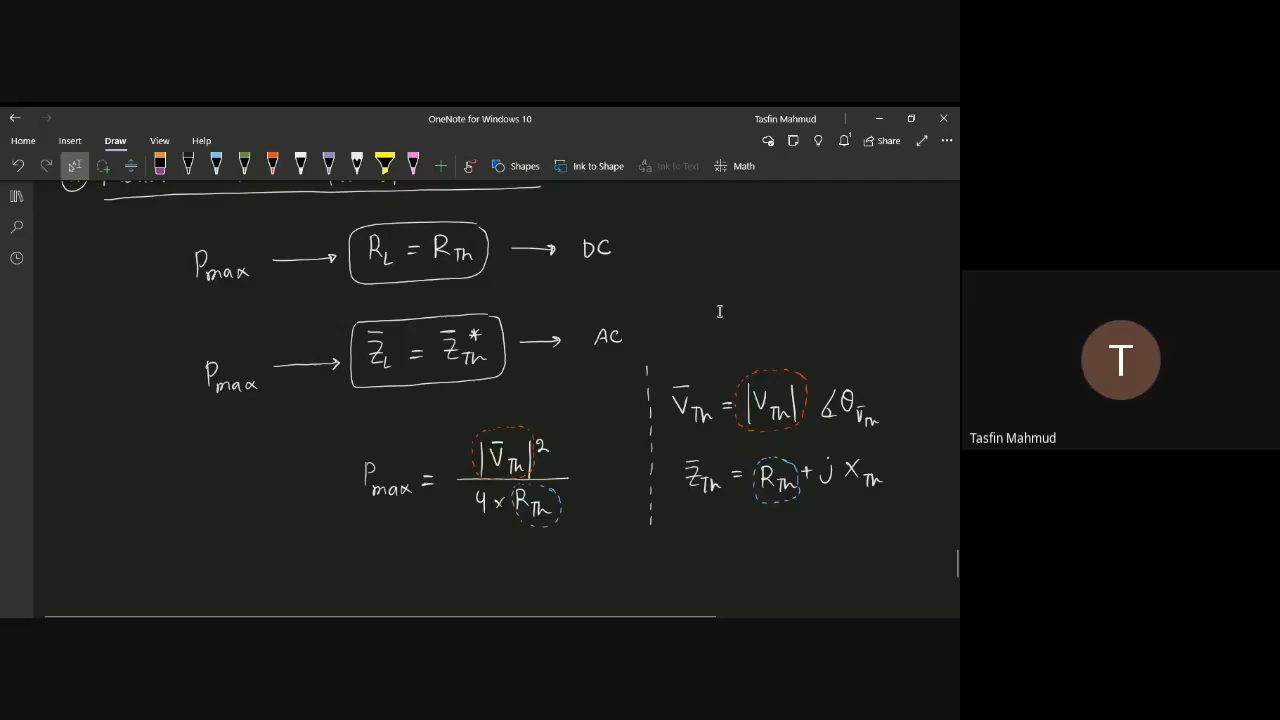 OneNote for Windows 10
Tasfin Mahmud
Home Insert Draw View Help
Share
Shapes Ink to Shape Ink to Text Math
P_max → R_L = R_Th → DC
P_max → Z̅_L = Z̅_Th^* → AC
P_max = |V̅_Th|^2 / 4 × R_Th
V̅_Th = |V_Th| ∡θ_V̅_Th
Z̅_Th = R_Th + j X_Th
T
Tasfin Mahmud